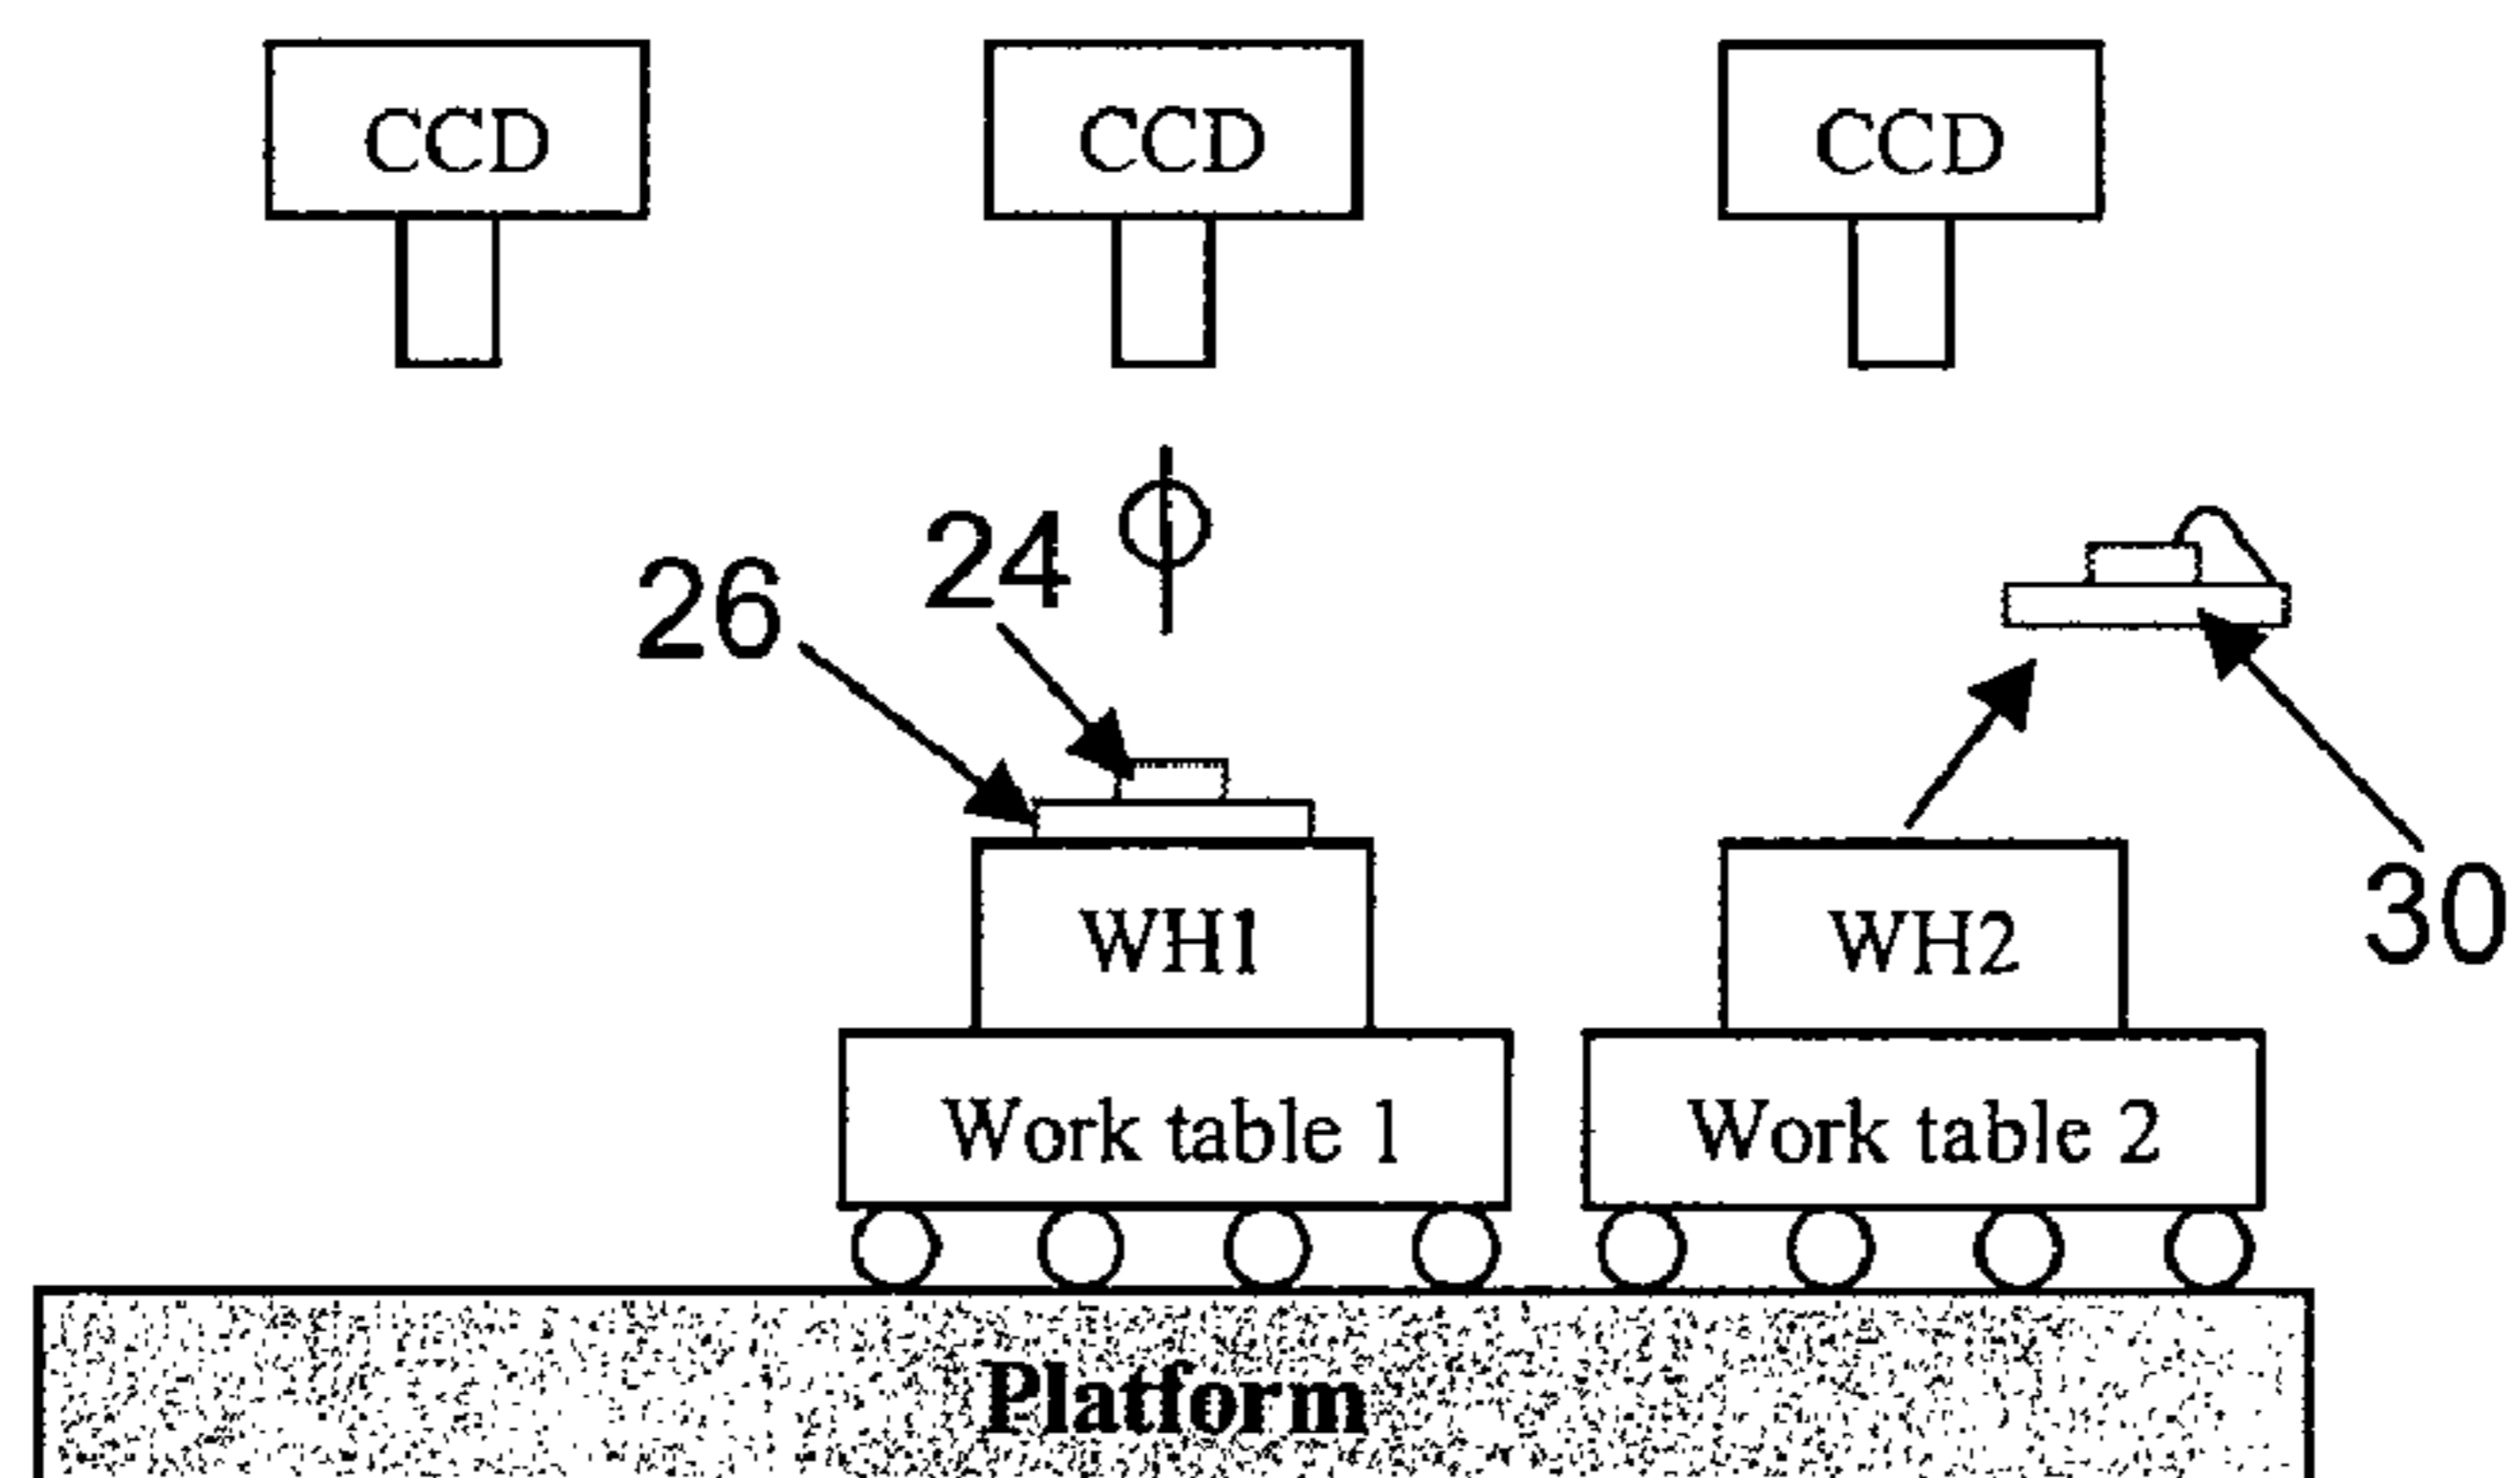 CCD CCD CCD
24
26
30
WH1 WH2
Work table 1 Work table 2
Platform